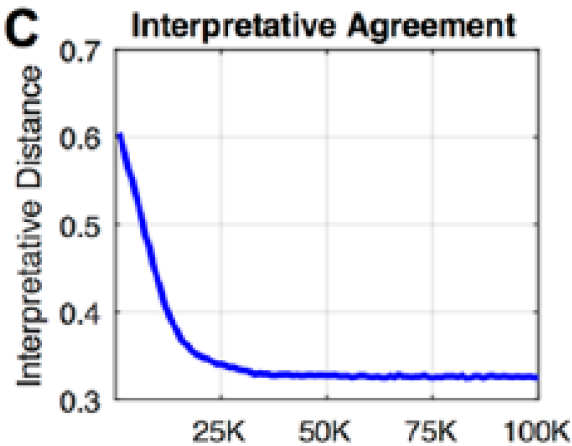 C
Interpretative Agreement
Interpretative Distance
0.7
0.6
0.5
0.4
0.3
25K 50K 75K 100K